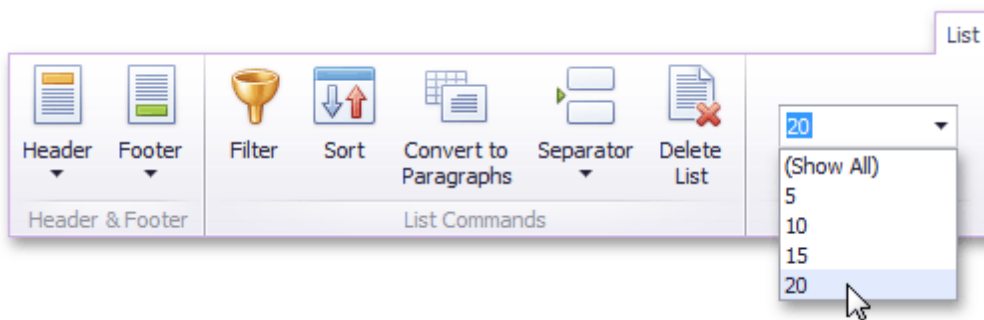 List
Header
Footer
Filter
Sort
Convert to
Paragraphs
Separator
Delete
List
Header & Footer
List Commands
20
(Show All)
5
10
15
20